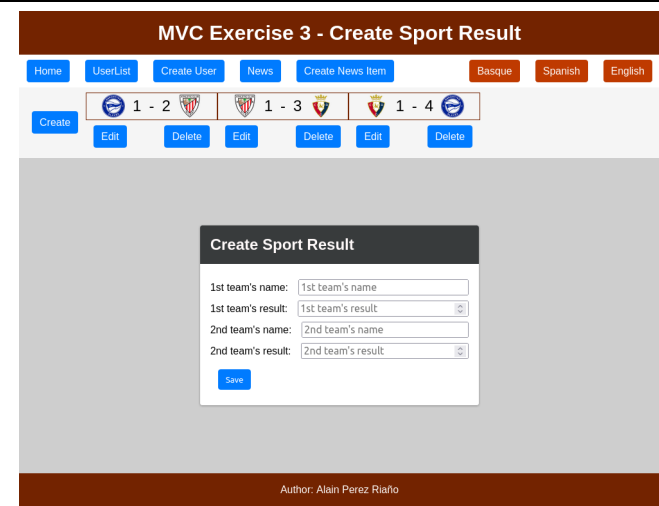 MVC Exercise 3 - Create Sport Result
Home UserList Create User News Create News Item Basque Spanish English
Create 1 - 2 1 - 3 1 - 4
Edit Delete Edit Delete Edit Delete
Create Sport Result
1st team's name: 1st team's name
1st team's result: 1st team's result
2nd team's name: 2nd team's name
2nd team's result: 2nd team's result
Save
Author: Alain Perez Riaño